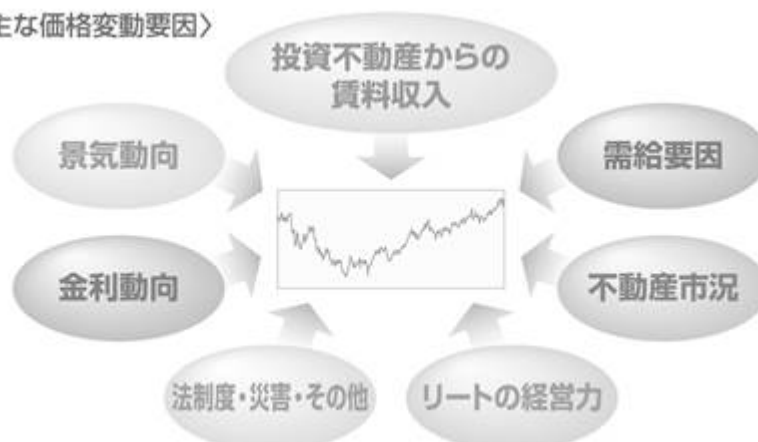 主な価格変動要因〉
投資不動産からの
賃料収入
景気動向
需給要因
金利動向
不動産市況
法制度・災害・その他
リートの経営力